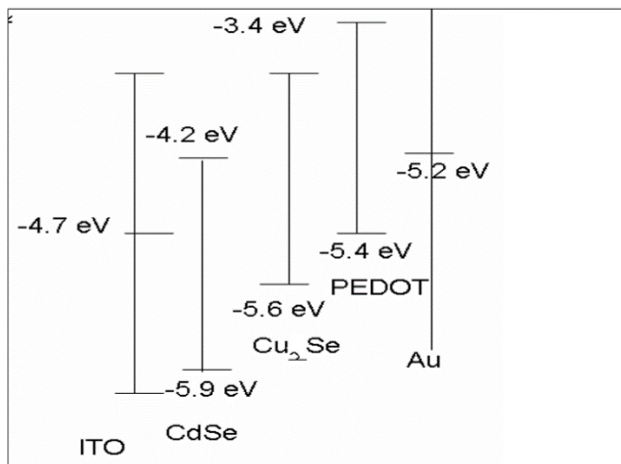 -3.4 eV
-4.2 eV
-5.2 eV
-4.7 eV
-5.4 eV
PEDOT
-5.6 eV
Cu2Se
Au
-5.9 eV
CdSe
ITO